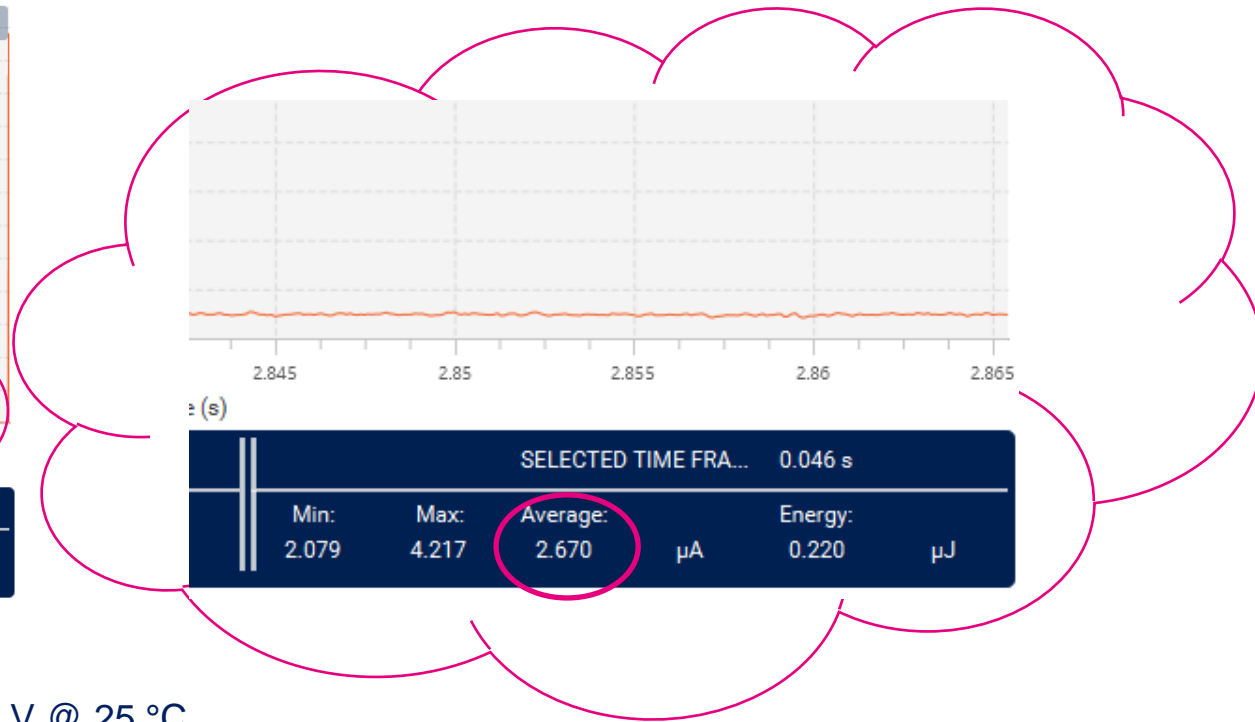 2.845 2.85 2.855 2.86 2.865
(s)
SELECTED TIME FRA... 0.046 s
Min: Max: Average: Energy:
2.079 4.217 2.670 µA 0.220 µJ
V @ 25 °C